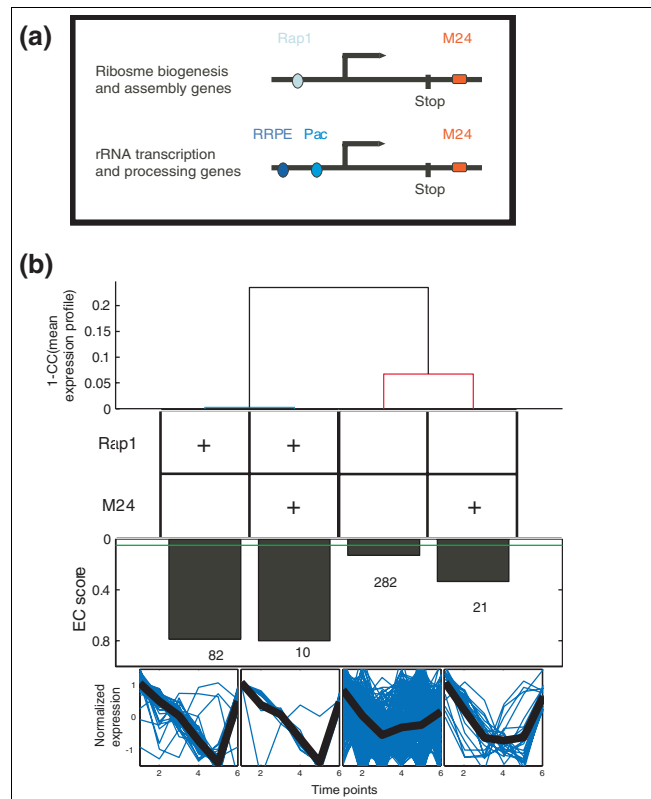 (a)
Rap1 M24
Ribosme biogenesis
and assembly genes
Stop
RRPE Pac M24
rRNA transcription
and processing genes
Stop
(b)
1-CC(mean
expression profile)
0.2
0.15
0.1
0.05
0
Rap1 + +
M24 + +
EC score
0
0.4
0.8
82 10 282 21
Normalized
expression
1
0
-1
2 4 6 2 4 6 2 4 6 2 4 6
Time points